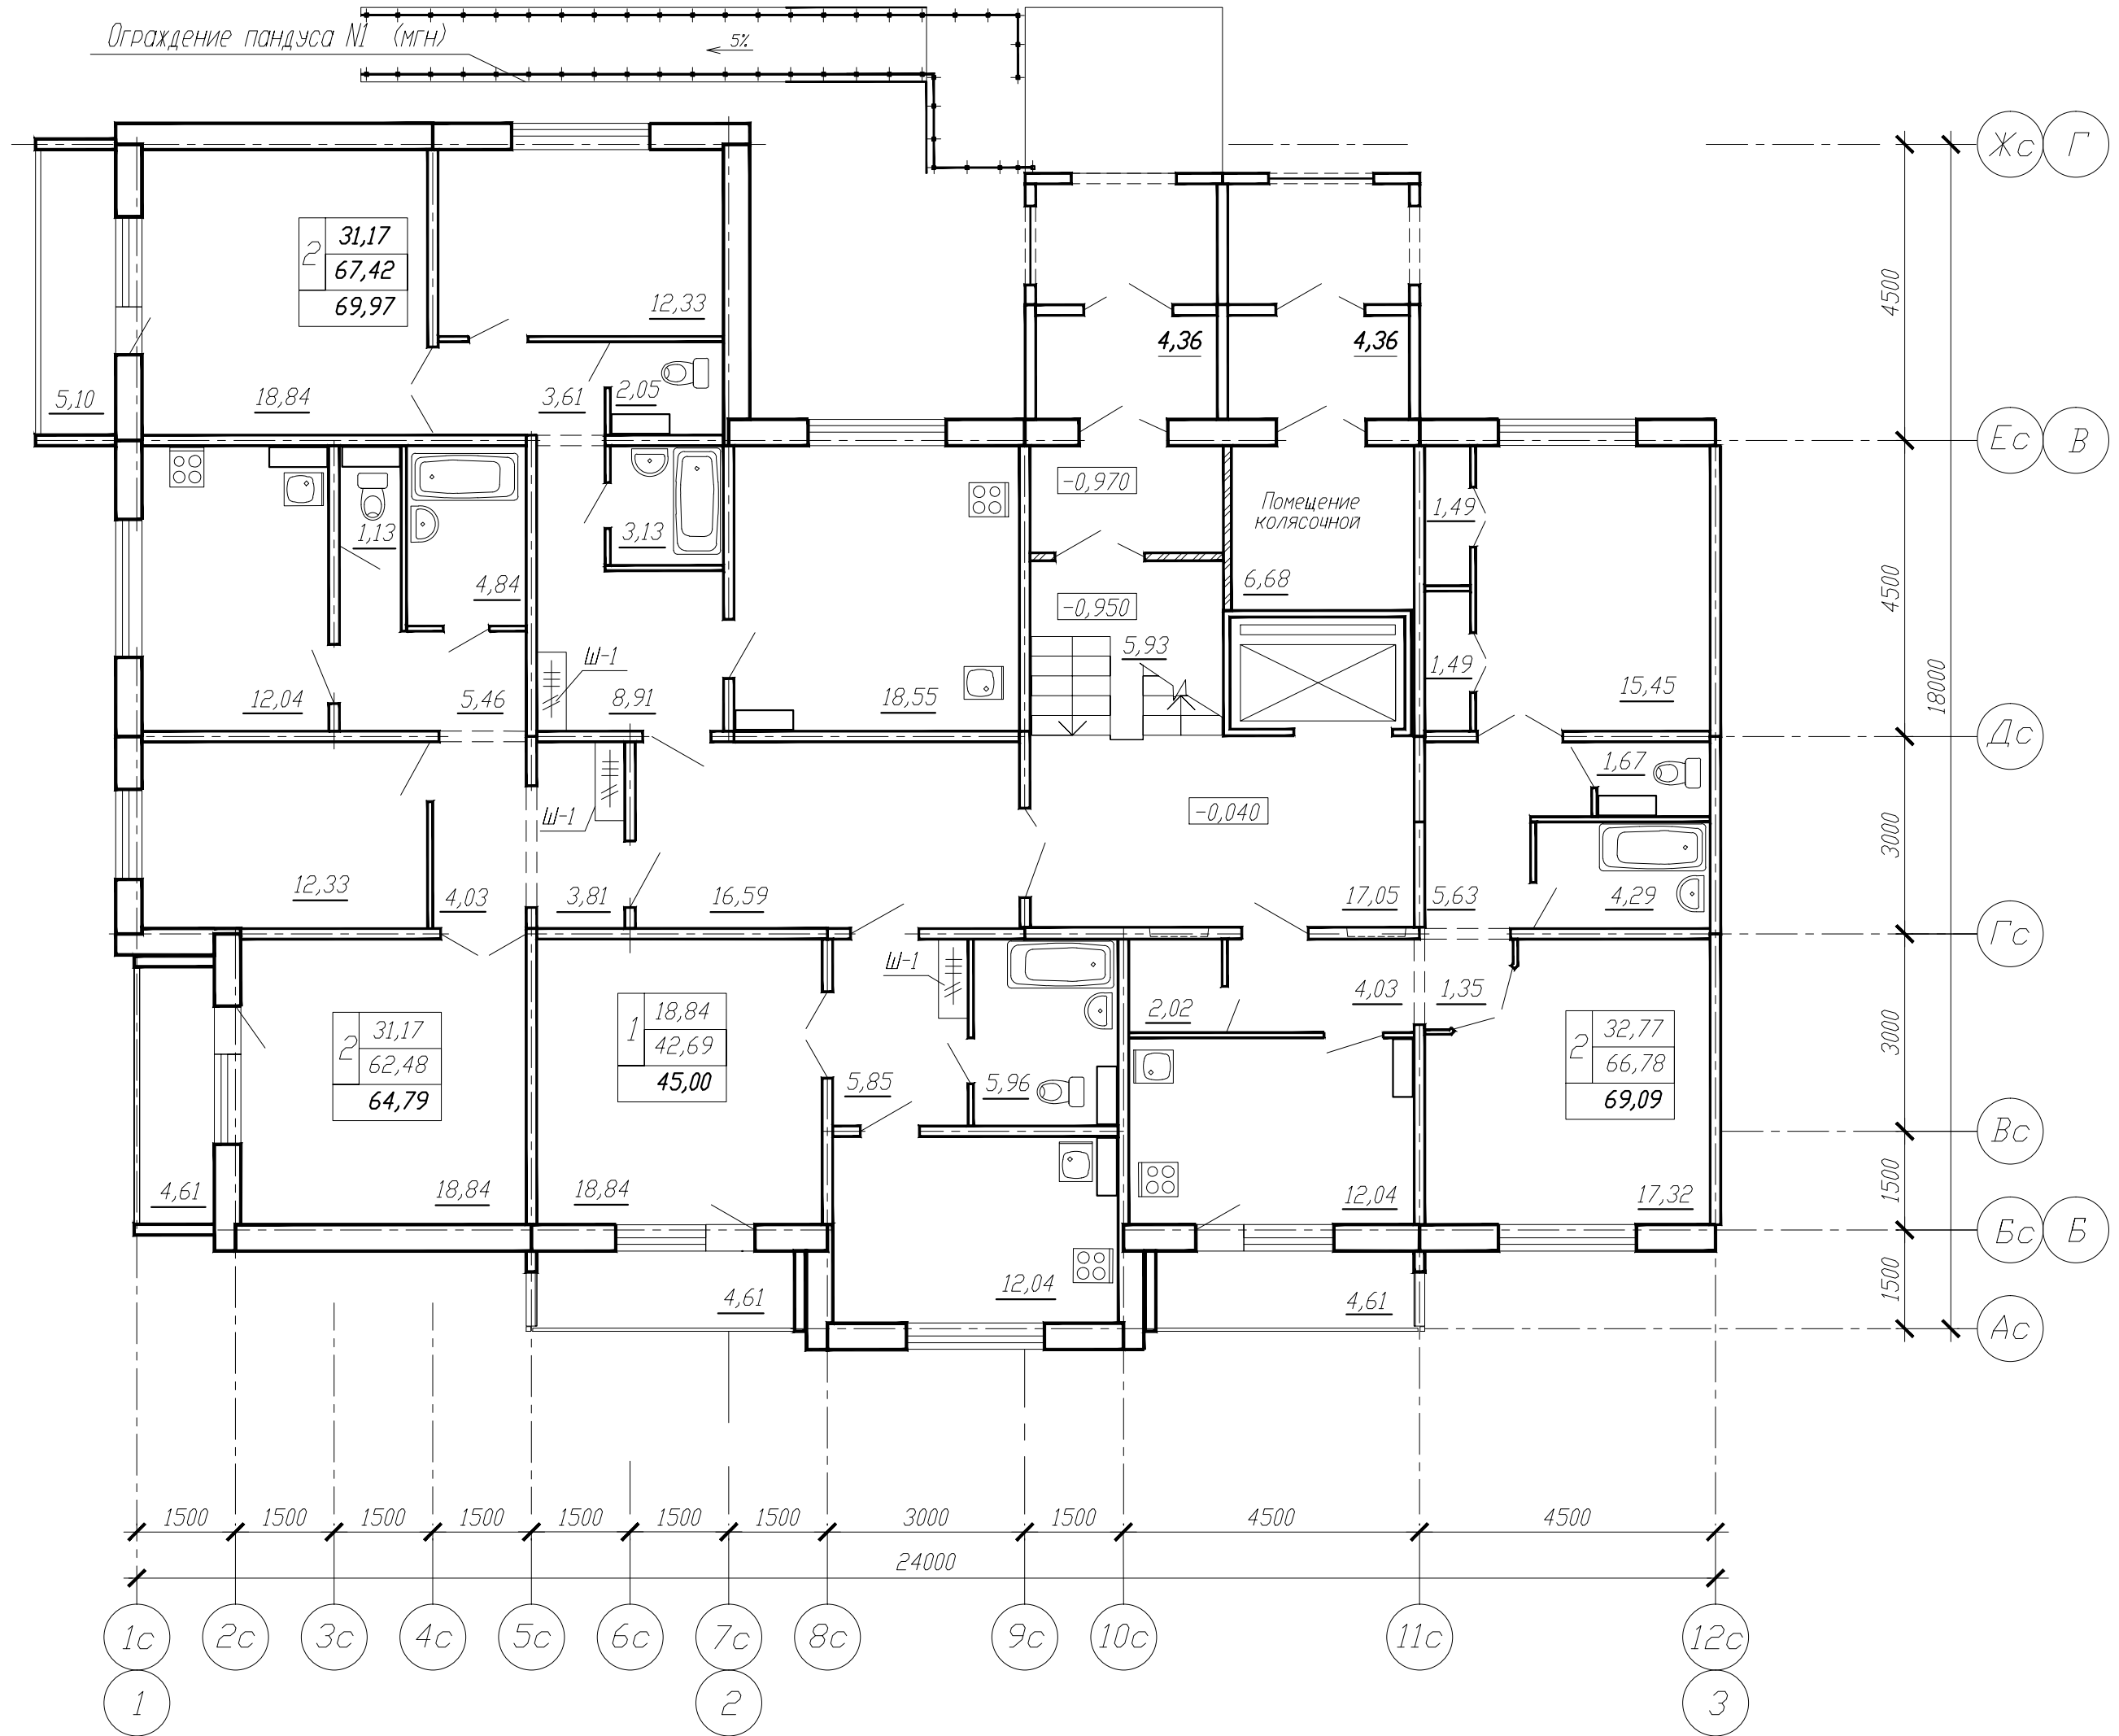 Ограждение пандуса N1 (мгн)
5%
Жс Г
31,17
2 67,42
69,97
12,33
4500
4,36 4,36
5,10 18,84 3,61 2,05
Ес В
-0,970
Помещение
колясочной
1,49
1,13 3,13
4,84 6,68
4500
-0,950
5,93
Ш-1
1,49
12,04 5,46 8,91 18,55 15,45
18000
Дс
1,67
Ш-1
-0,040
3000
12,33 4,03 3,81 16,59 17,05 5,63 4,29
Гс
Ш-1
2,02 4,03 1,35
31,17
2 62,48
64,79
18,84
1 42,69
45,00
32,77
2 66,78
69,09
3000
5,85 5,96
Вс
4,61 18,84 18,84 12,04 17,32
1500
Бс Б
12,04
4,61 4,61
1500
Ас
1500 1500 1500 1500 1500 1500 1500 3000 1500 4500 4500
24000
1с 2с 3с 4с 5с 6с 7с 8с 9с 10с 11с 12с
1 2 3